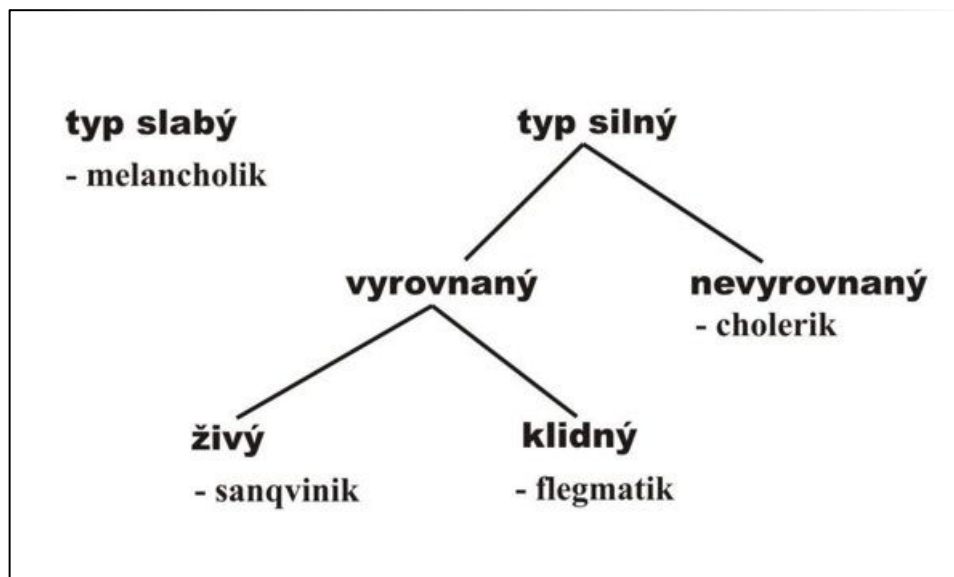 typ slabý
- melancholik
typ silný
vyrovnaný
nevyrovnaný
- cholerik
živý
- sanqvinik
klidný
- flegmatik